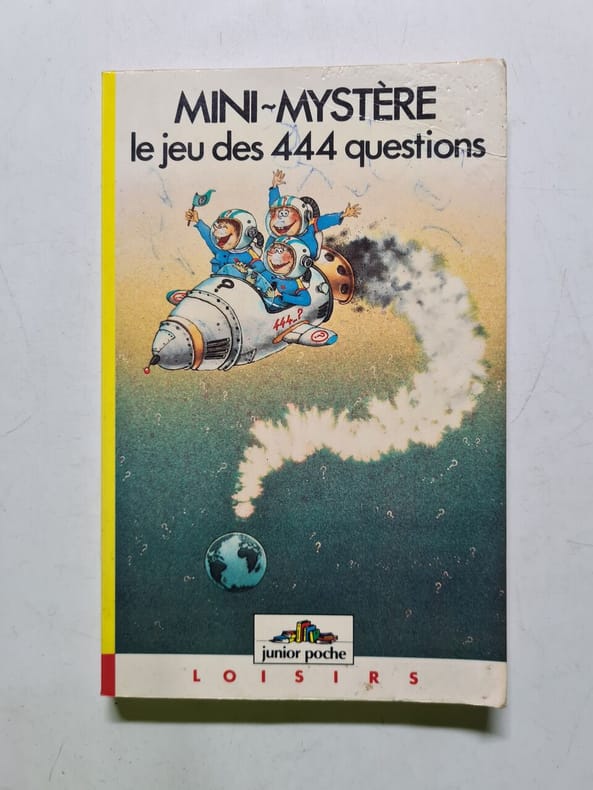 MINI~MYSTÈRE
le jeu des 444 questions
?
444..?
?
junior poche
LOISIRS